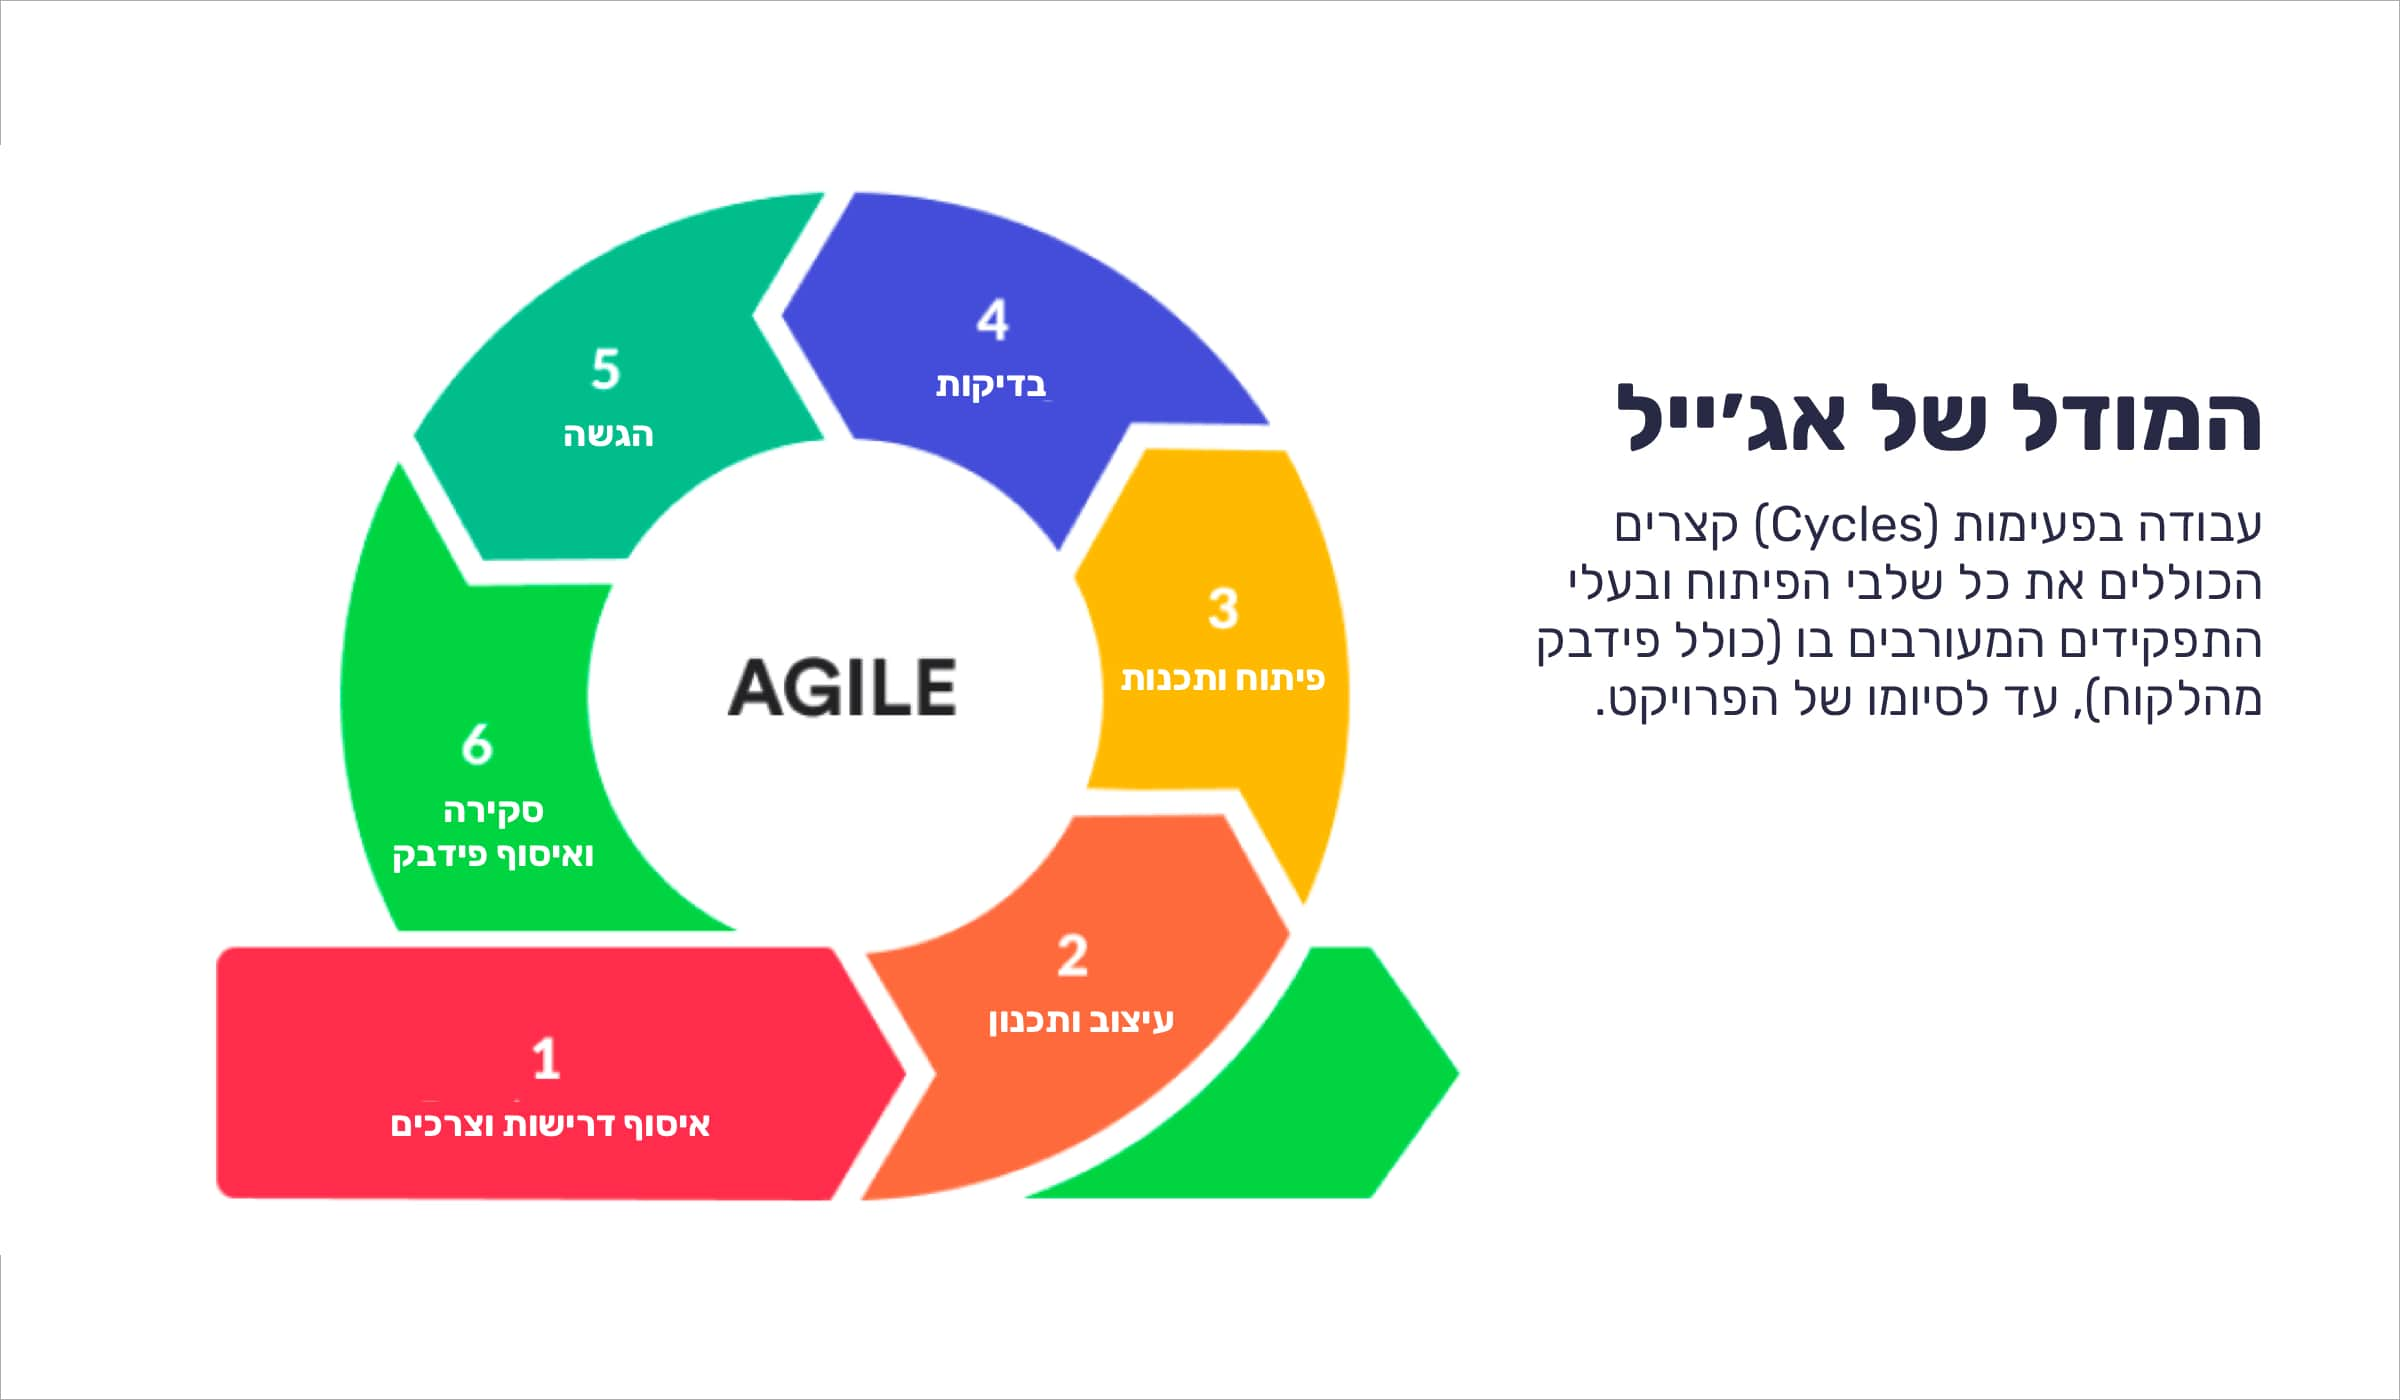 המודל של אג׳ייל
עבודה בפעימות (Cycles) קצרים
הכוללים את כל שלבי הפיתוח ובעלי
התפקידים המעורבים בו (כולל פידבק
מהלקוח), עד לסיומו של הפרויקט.
AGILE
1
איסוף דרישות וצרכים
2
עיצוב ותכנון
3
פיתוח ותכנות
4
בדיקות
5
הגשה
6
סקירה
ואיסוף פידבק